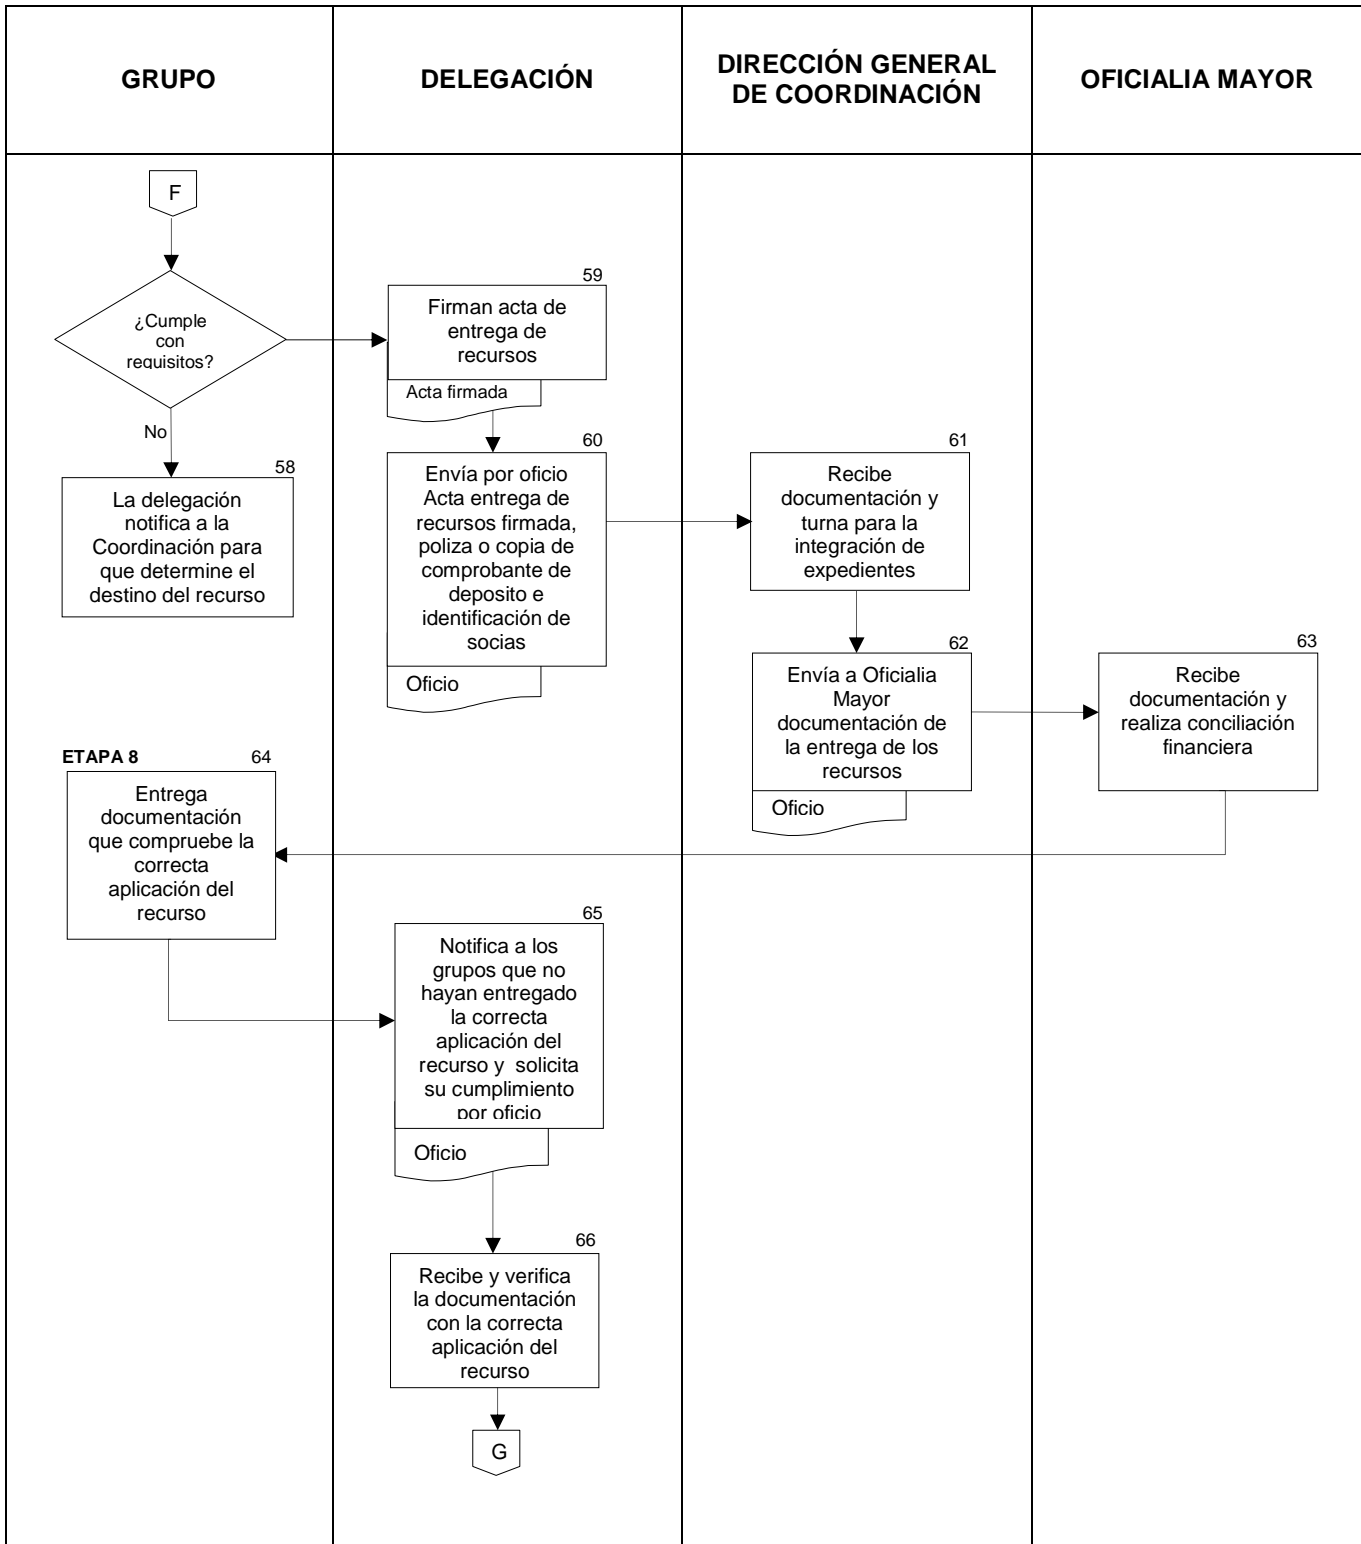 GRUPO
DELEGACIÓN
DIRECCIÓN GENERAL
DE COORDINACIÓN
OFICIALIA MAYOR
F
¿Cumple
con
requisitos?
No
58
La delegación
notifica a la
Coordinación para
que determine el
destino del recurso
59
Firman acta de
entrega de
recursos
Acta firmada
60
Envía por oficio
Acta entrega de
recursos firmada,
poliza o copia de
comprobante de
deposito e
identificación de
socias
Oficio
61
Recibe
documentación y
turna para la
integración de
expedientes
62
Envía a Oficialia
Mayor
documentación de
la entrega de los
recursos
Oficio
63
Recibe
documentación y
realiza conciliación
financiera
ETAPA 8
64
Entrega
documentación
que compruebe la
correcta
aplicación del
recurso
65
Notifica a los
grupos que no
hayan entregado
la correcta
aplicación del
recurso y solicita
su cumplimiento
por oficio
Oficio
66
Recibe y verifica
la documentación
con la correcta
aplicación del
recurso
G